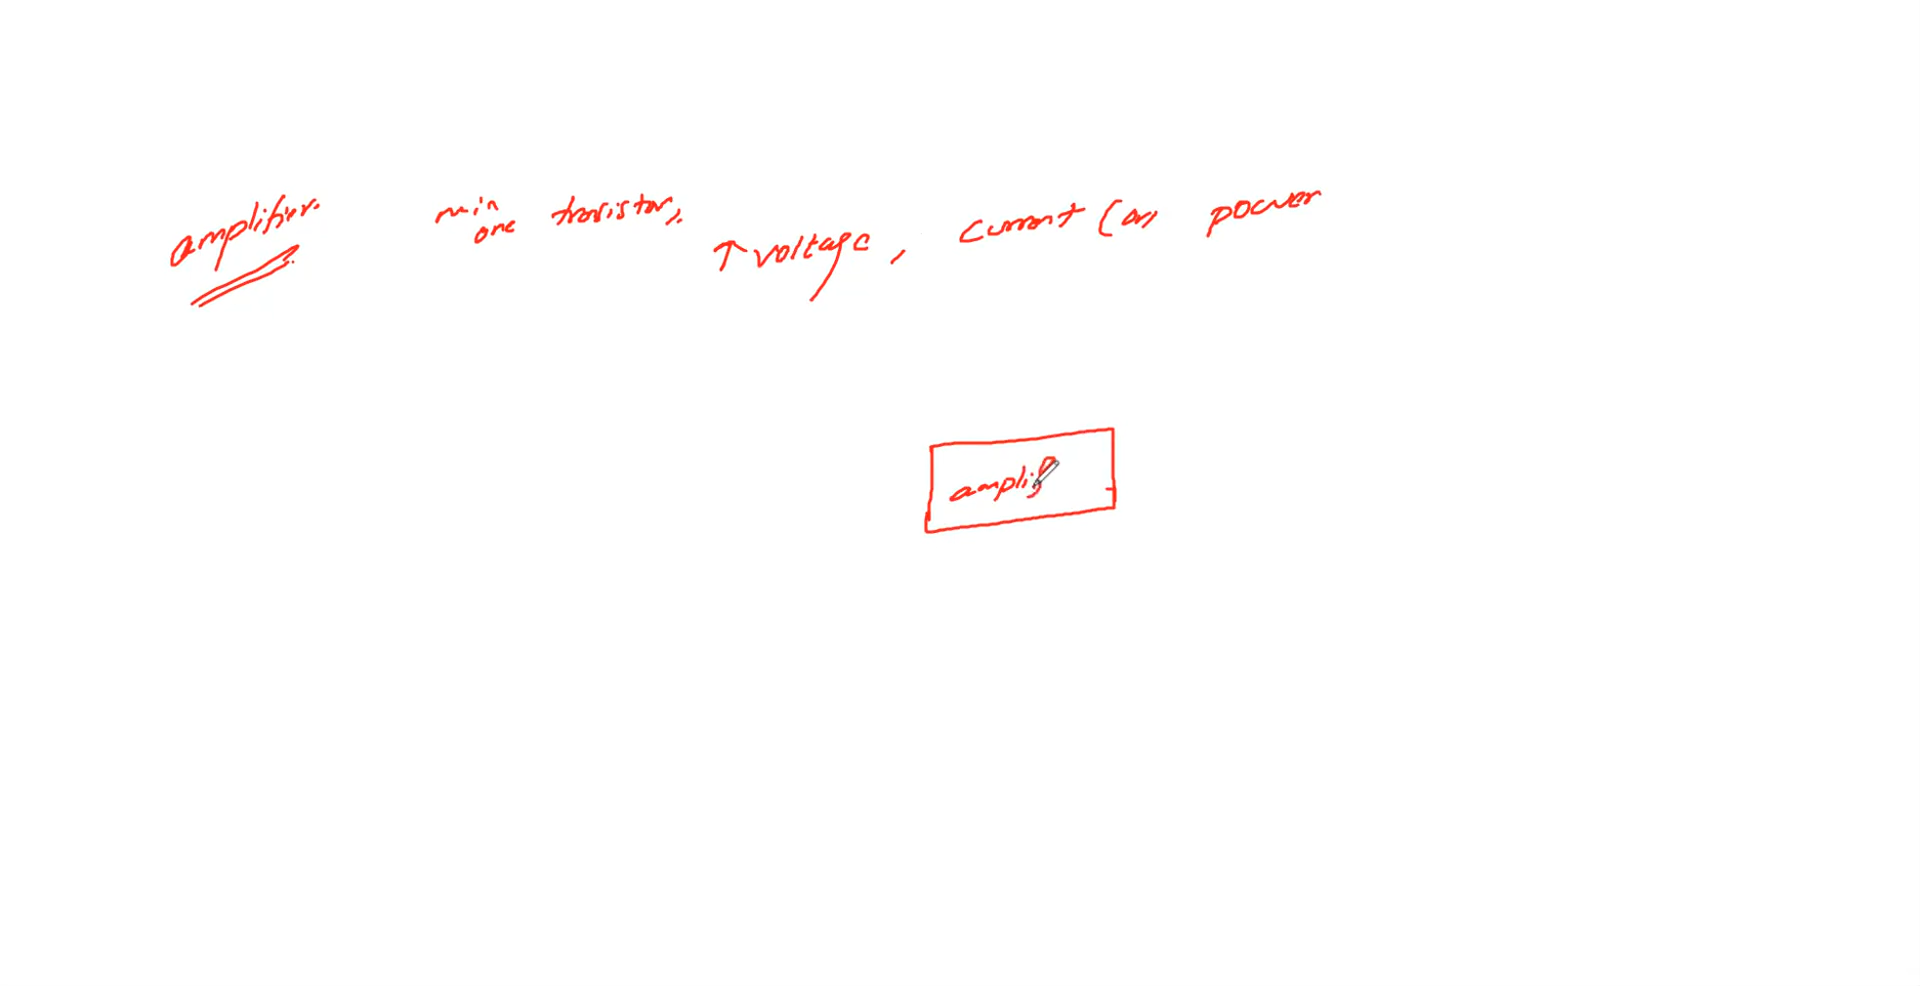 amplifier. min one transistor, ↑ voltage, current (or) power
amplif